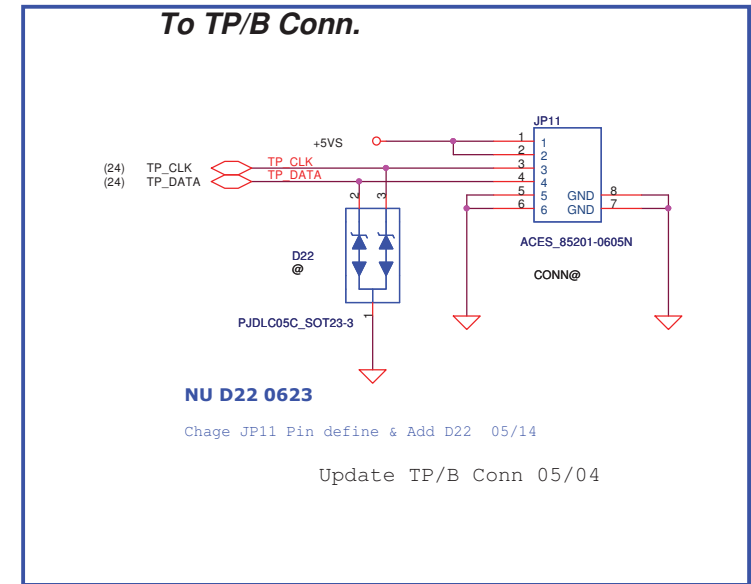 To TP/B Conn.
JP11
+5VS
1 1
2 2
(24) TP_CLK TP_CLK 3 3
(24) TP_DATA TP_DATA 4 4
5 5 GND 8
6 6 GND 7
2 3
D22
@
ACES_85201-0605N
CONN@
1
PJDLC05C_SOT23-3
NU D22 0623
Chage JP11 Pin define & Add D22 05/14
Update TP/B Conn 05/04